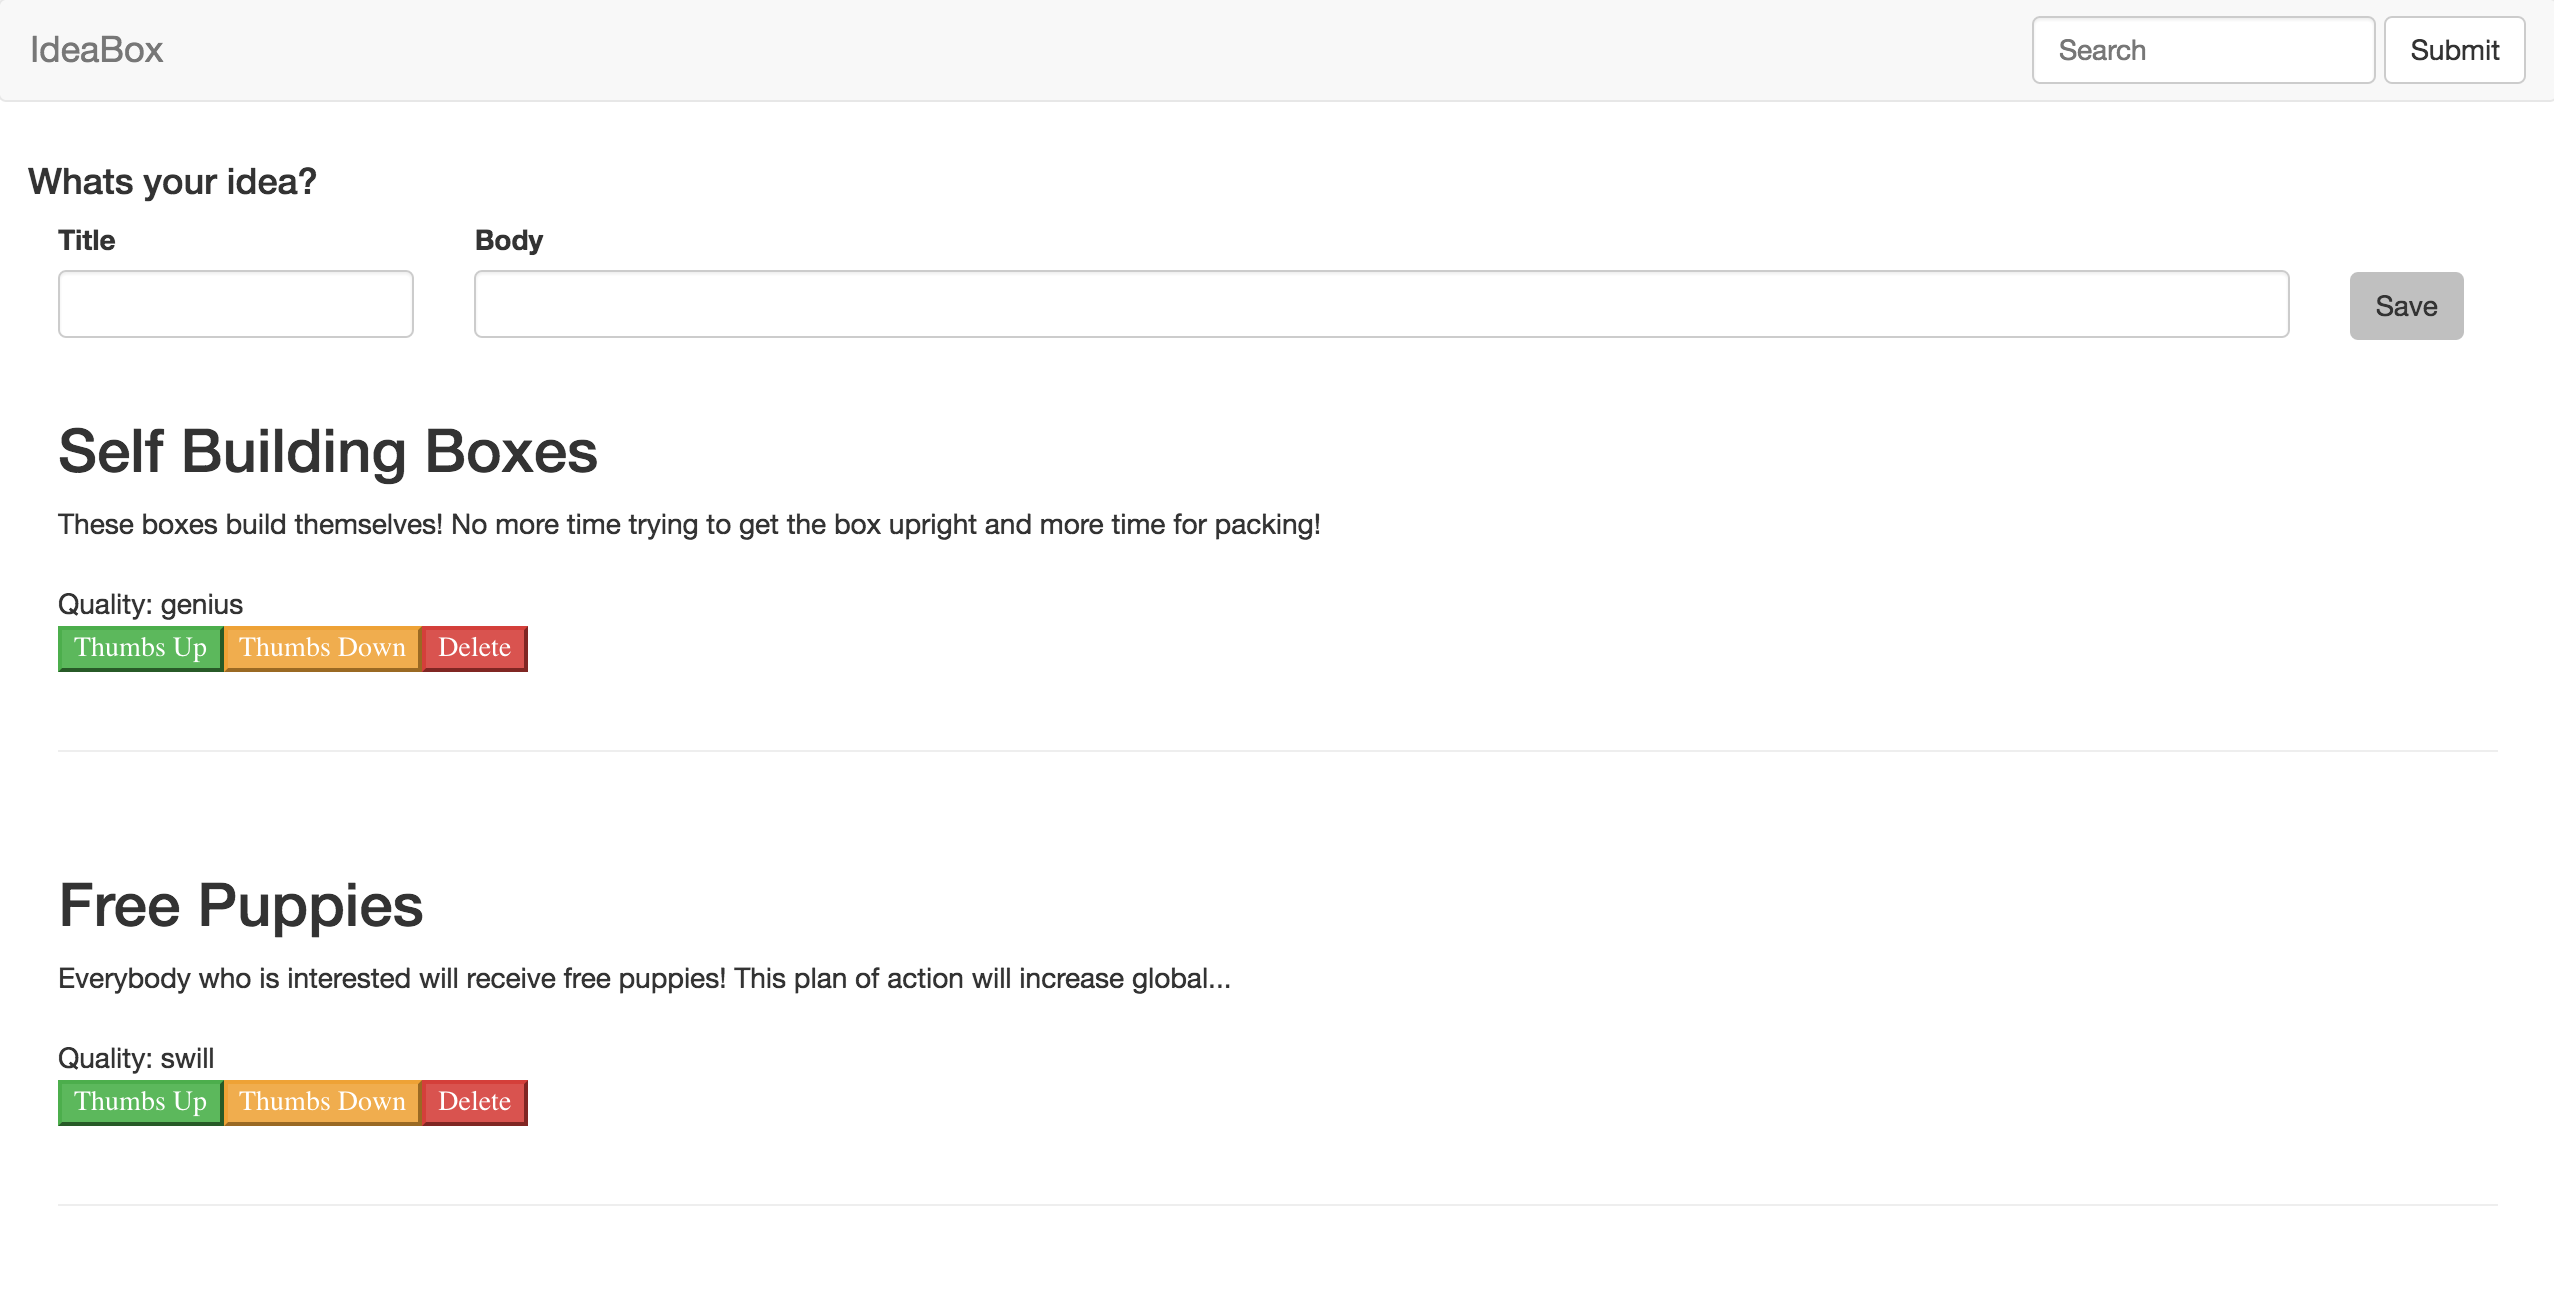 IdeaBox Search Submit
Whats your idea?
Title Body
Save
Self Building Boxes
These boxes build themselves! No more time trying to get the box upright and more time for packing!
Quality: genius
Thumbs Up Thumbs Down Delete
Free Puppies
Everybody who is interested will receive free puppies! This plan of action will increase global...
Quality: swill
Thumbs Up Thumbs Down Delete